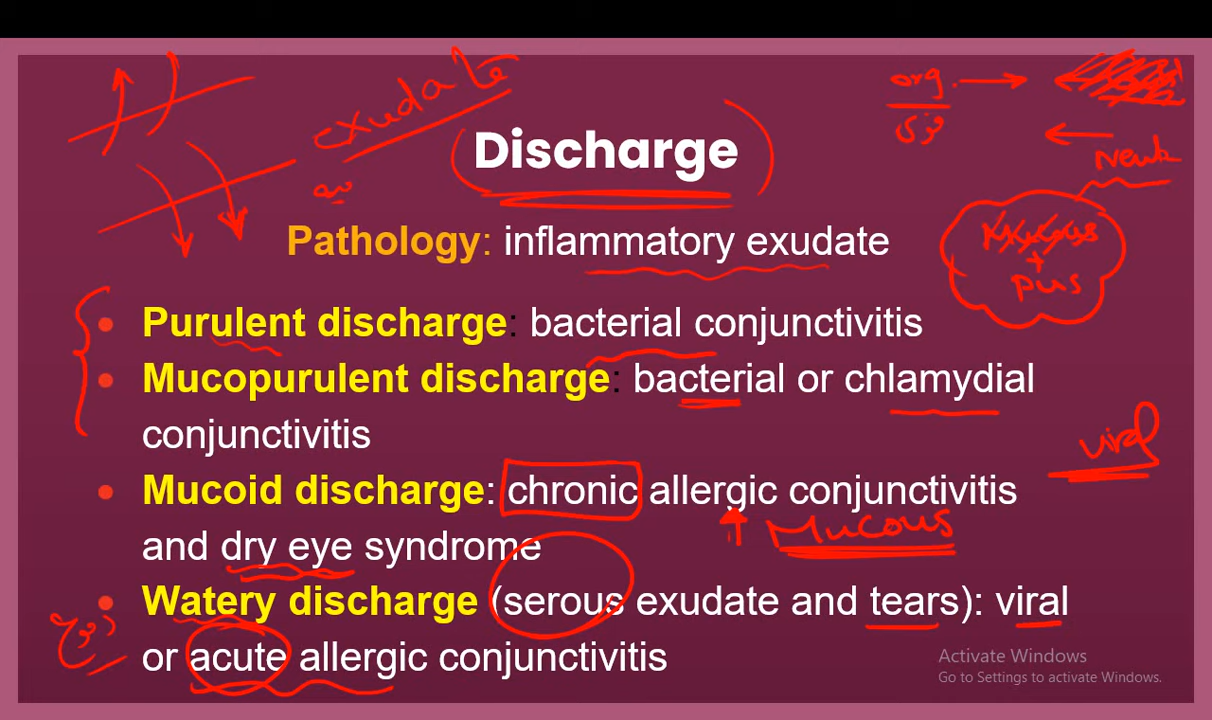 exudate
org
Discharge
Pathology: inflammatory exudate
pus
Purulent discharge: bacterial conjunctivitis
Mucopurulent discharge: bacterial or chlamydial
conjunctivitis
viral
Mucoid discharge: chronic allergic conjunctivitis
Mucous
and dry eye syndrome
Watery discharge (serous exudate and tears): viral
or acute allergic conjunctivitis
Activate Windows
Go to Settings to activate Windows.